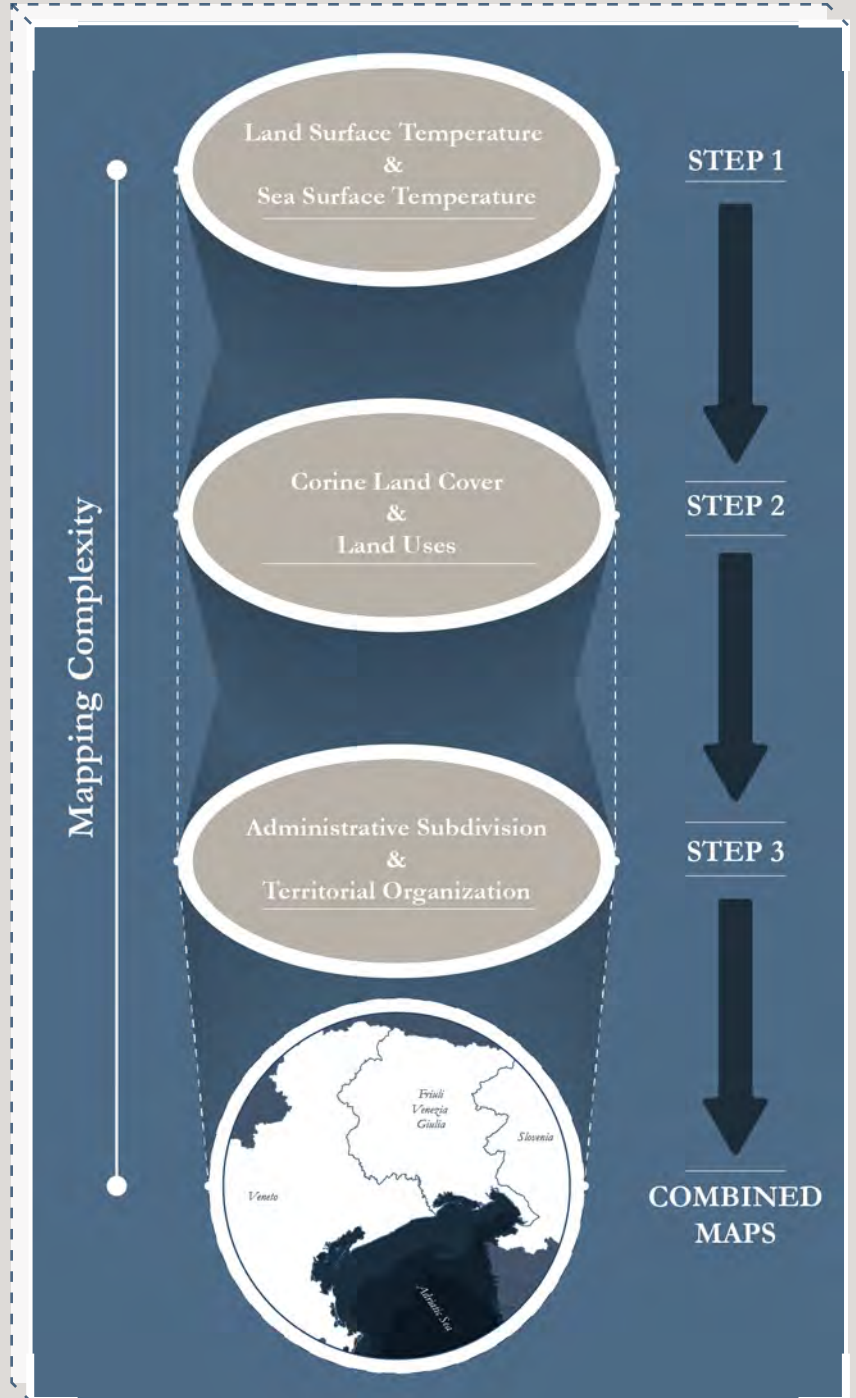 Land Surface Temperature
&
Sea Surface Temperature
STEP 1
Corine Land Cover
&
Land Uses
STEP 2
Mapping Complexity
Administrative Subdivision
&
Territorial Organization
STEP 3
Friuli
Venezia
Giulia
Slovenia
Veneto
Adriatic Sea
COMBINED
MAPS